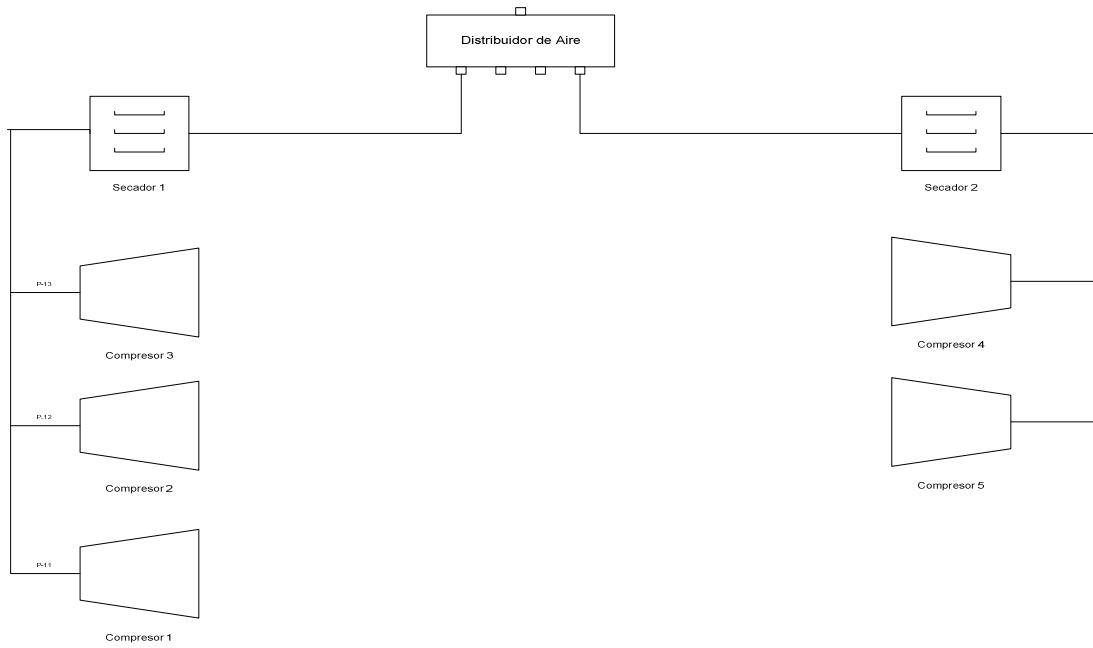 Distribuidor de Aire
Secador 1
Secador 2
P-13
Compresor 3
Compresor 4
P-12
Compresor 2
Compresor 5
P-11
Compresor 1